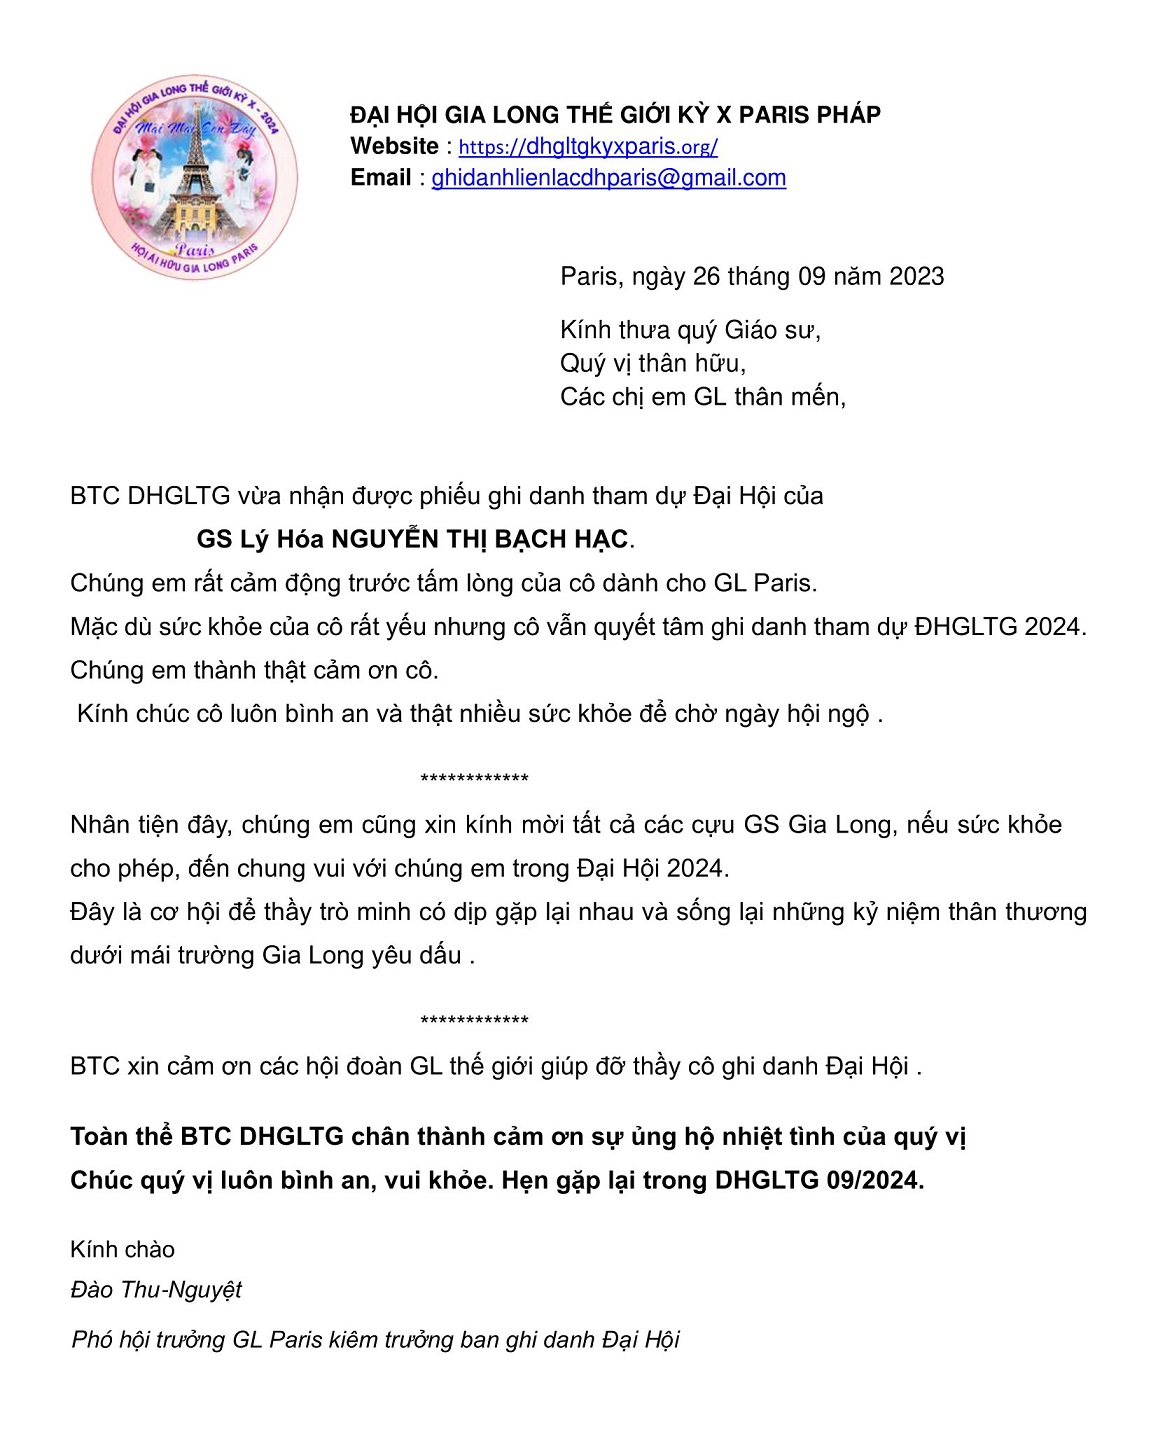 ĐẠI HỘI GIA LONG THẾ GIỚI KỲ X - 2024
Mãi Mãi Còn Đây
Paris
HỘI ÁI HỮU GIA LONG PARIS
ĐẠI HỘI GIA LONG THẾ GIỚI KỲ X PARIS PHÁP
Website : https://dhgltgkyxparis.org/
Email : ghidanhlienlacdhparis@gmail.com
Paris, ngày 26 tháng 09 năm 2023
Kính thưa quý Giáo sư,
Quý vị thân hữu,
Các chị em GL thân mến,
BTC DHGLTG vừa nhận được phiếu ghi danh tham dự Đại Hội của
GS Lý Hóa NGUYỄN THỊ BẠCH HẠC.
Chúng em rất cảm động trước tấm lòng của cô dành cho GL Paris.
Mặc dù sức khỏe của cô rất yếu nhưng cô vẫn quyết tâm ghi danh tham dự ĐHGLTG 2024.
Chúng em thành thật cảm ơn cô.
Kính chúc cô luôn bình an và thật nhiều sức khỏe để chờ ngày hội ngộ .
************
Nhân tiện đây, chúng em cũng xin kính mời tất cả các cựu GS Gia Long, nếu sức khỏe
cho phép, đến chung vui với chúng em trong Đại Hội 2024.
Đây là cơ hội để thầy trò minh có dịp gặp lại nhau và sống lại những kỷ niệm thân thương
dưới mái trường Gia Long yêu dấu .
************
BTC xin cảm ơn các hội đoàn GL thế giới giúp đỡ thầy cô ghi danh Đại Hội .
Toàn thể BTC DHGLTG chân thành cảm ơn sự ủng hộ nhiệt tình của quý vị
Chúc quý vị luôn bình an, vui khỏe. Hẹn gặp lại trong DHGLTG 09/2024.
Kính chào
Đào Thu-Nguyệt
Phó hội trưởng GL Paris kiêm trưởng ban ghi danh Đại Hội